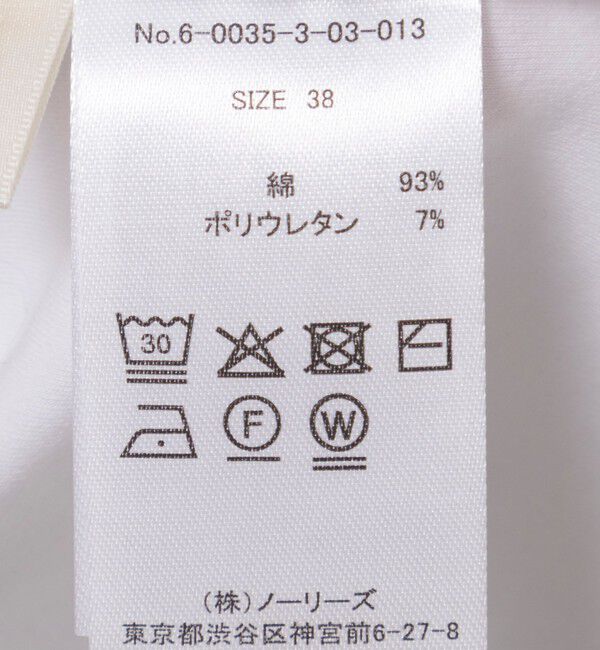 No.6-0035-3-03-013
SIZE 38
綿 93%
ポリウレタン 7%
30
F W
(株)ノーリーズ
東京都渋谷区神宮前6-27-8